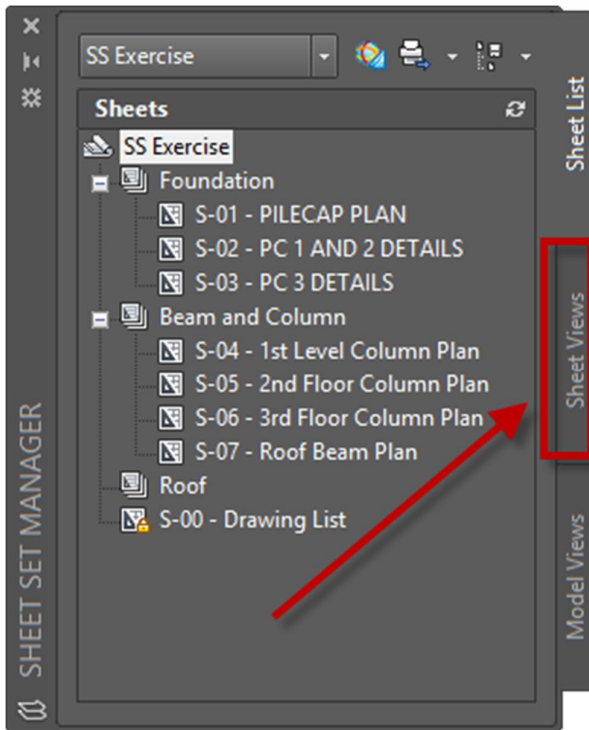 SS Exercise
Sheets
SS Exercise
Foundation
S-01 - PILECAP PLAN
S-02 - PC 1 AND 2 DETAILS
S-03 - PC 3 DETAILS
Beam and Column
S-04 - 1st Level Column Plan
S-05 - 2nd Floor Column Plan
S-06 - 3rd Floor Column Plan
S-07 - Roof Beam Plan
Roof
S-00 - Drawing List
Sheet List
Sheet Views
Model Views
SHEET SET MANAGER